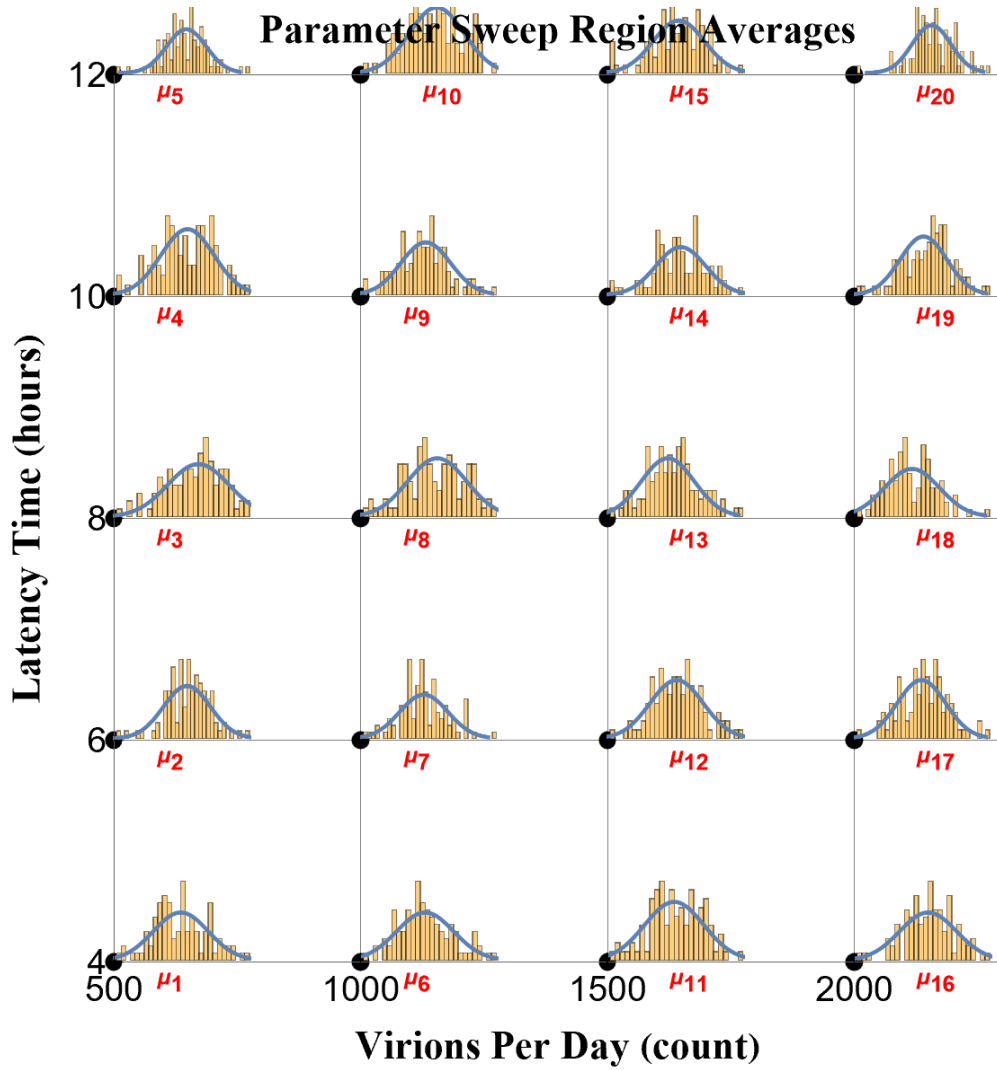 Parameter Sweep Region Averages
12
μ5 μ10 μ15 μ20
10
μ4 μ9 μ14 μ19
8
μ3 μ8 μ13 μ18
6
μ2 μ7 μ12 μ17
4
μ1 μ6 μ11 μ16
500 1000 1500 2000
Latency Time (hours)
Virions Per Day (count)